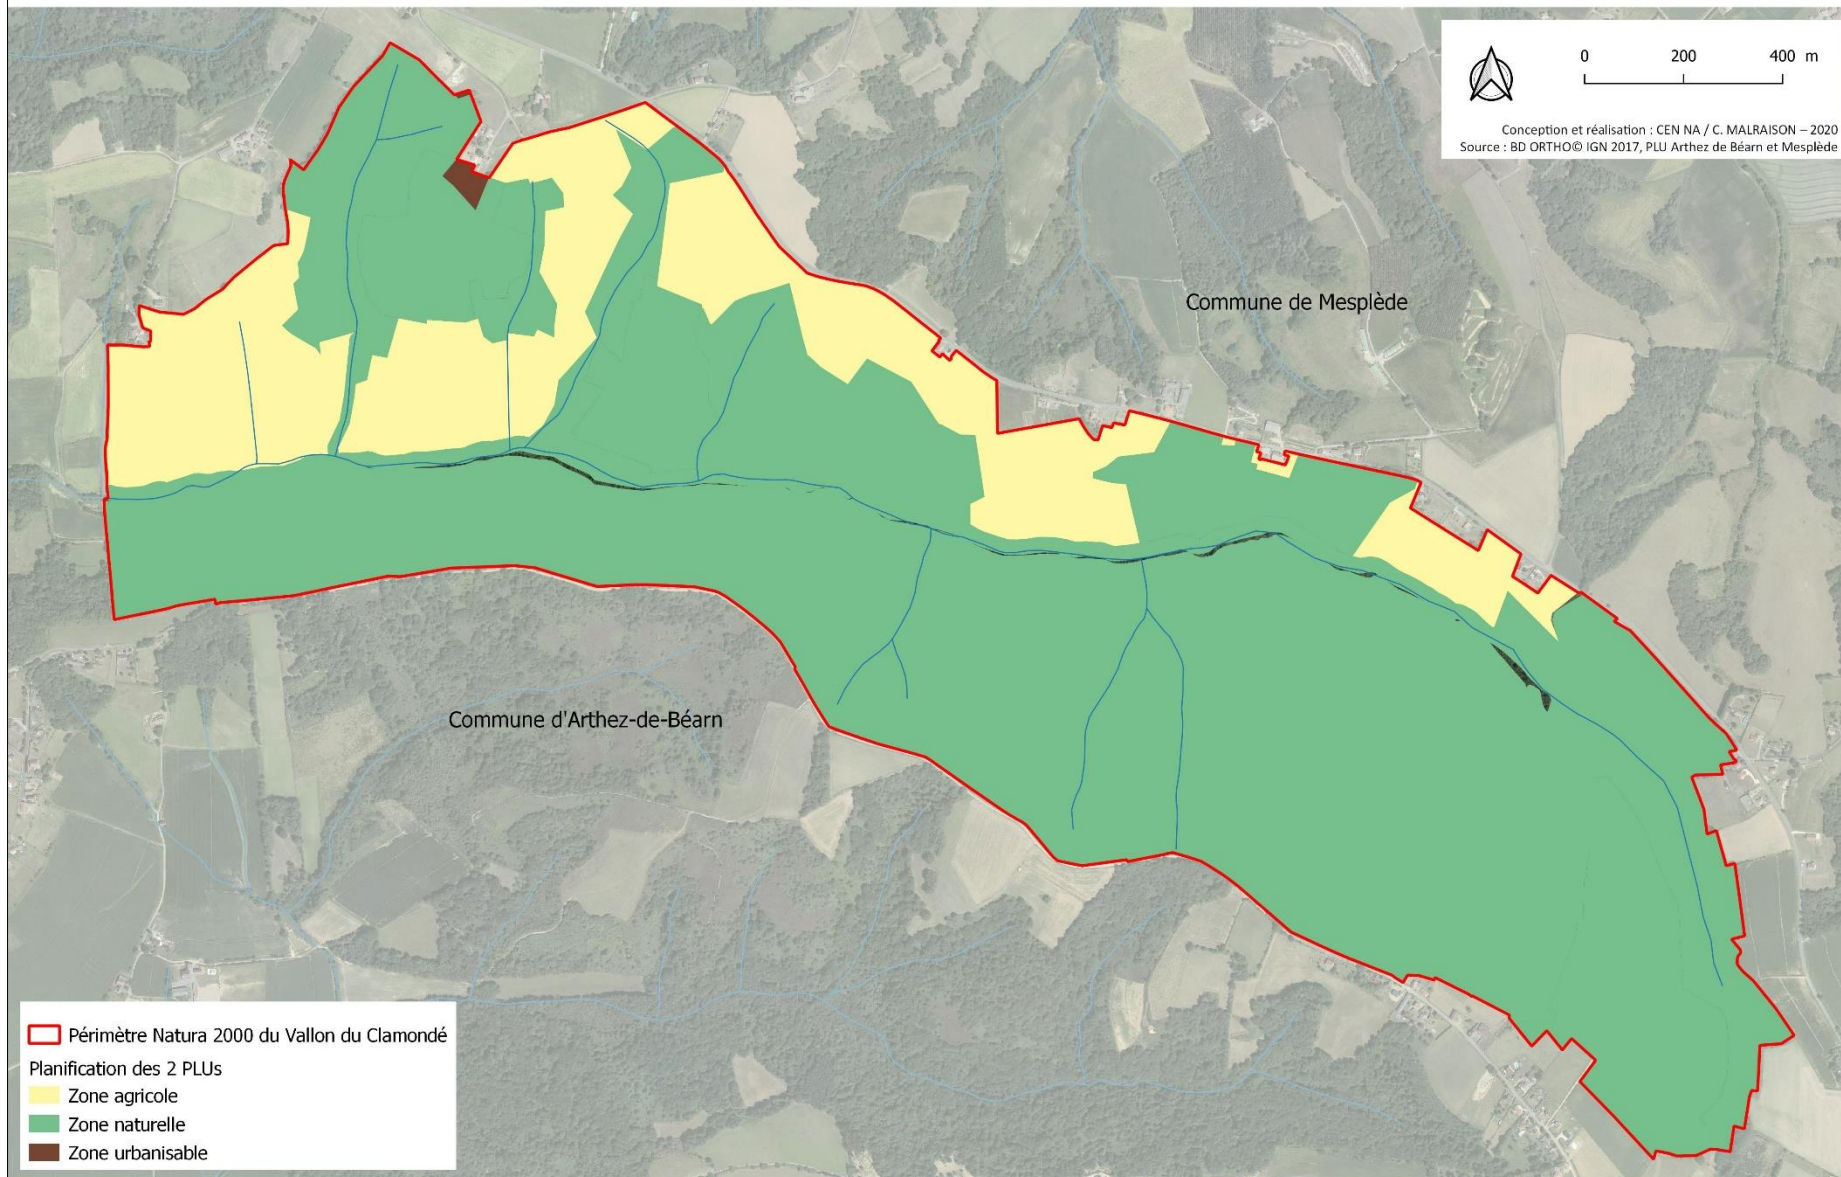 0 200 400 m
Conception et réalisation : CEN NA / C. MALRAISON – 2020
Source : BD ORTHO© IGN 2017, PLU Arthez de Béarn et Mesplède
Commune de Mesplède
Commune d'Arthez-de-Béarn
Périmètre Natura 2000 du Vallon du Clamondé
Planification des 2 PLUs
Zone agricole
Zone naturelle
Zone urbanisable